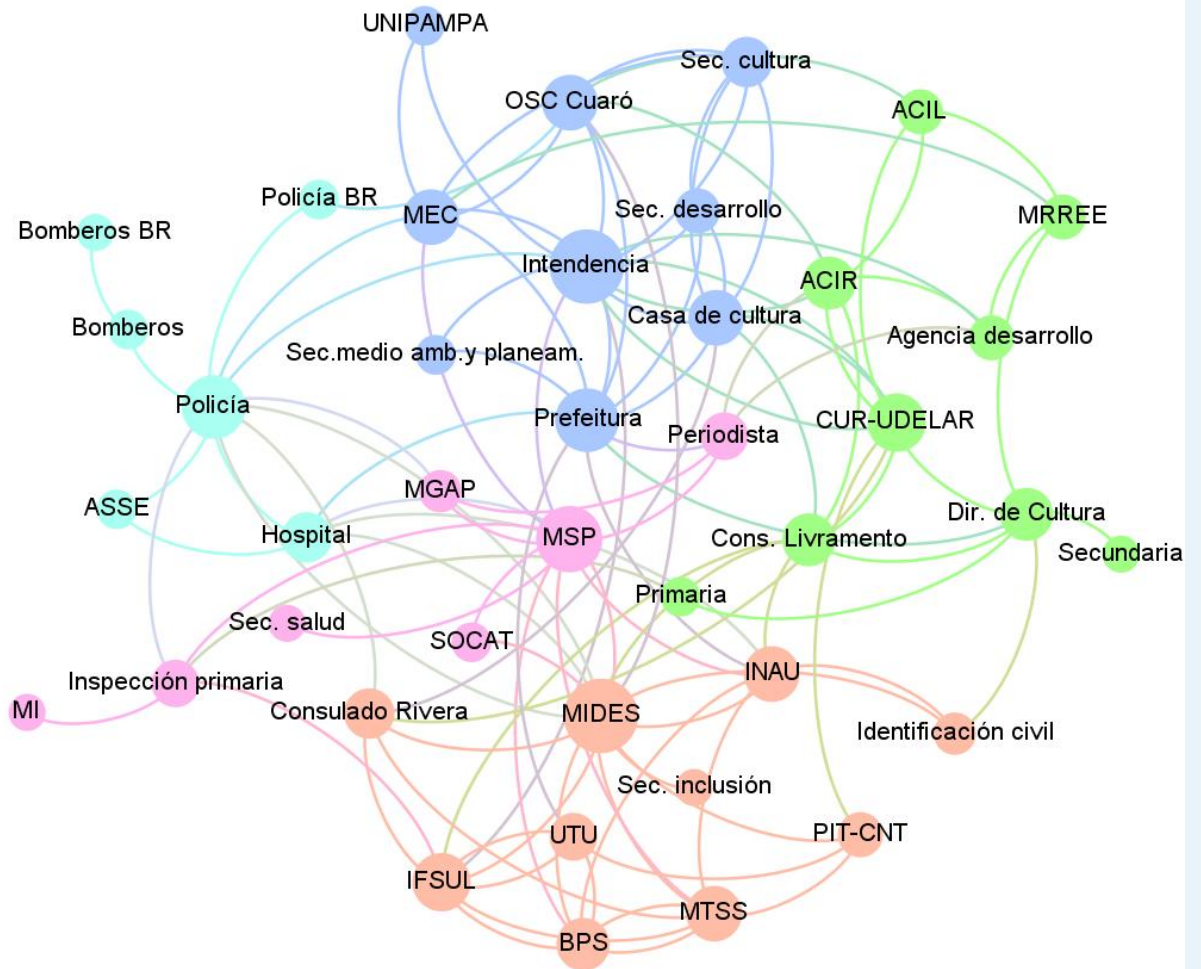 UNIPAMPA
Sec. cultura
OSC Cuaró
ACIL
Policía BR
MEC
Sec. desarrollo
MRREE
Bomberos BR
Intendencia
ACIR
Bomberos
Casa de cultura
Agencia desarrollo
Sec.medio amb.y planeam.
Policía
Prefeitura
Periodista
CUR-UDELAR
MGAP
ASSE
Hospital
MSP
Cons. Livramento
Dir. de Cultura
Secundaria
Primaria
Sec. salud
SOCAT
Inspección primaria
INAU
MI
Consulado Rivera
MIDES
Identificación civil
Sec. inclusión
UTU
PIT-CNT
IFSUL
MTSS
BPS